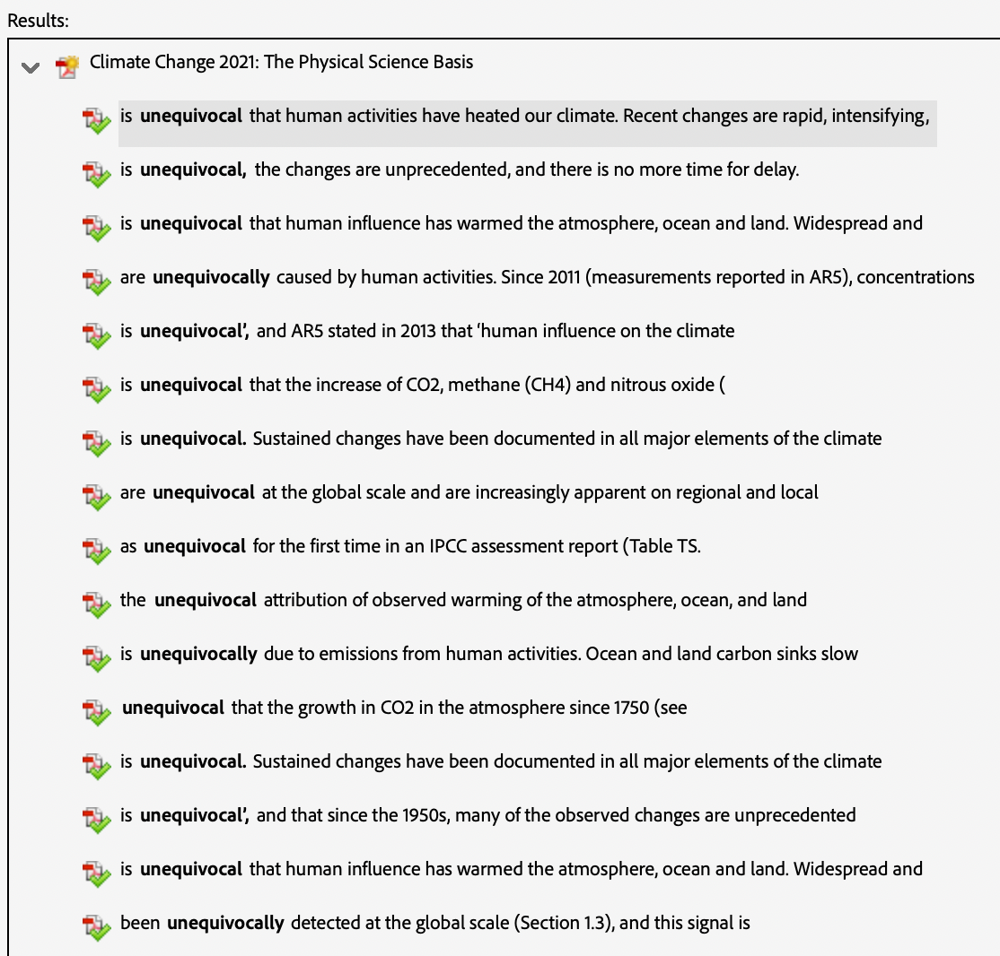 Results:
Climate Change 2021: The Physical Science Basis
is unequivocal that human activities have heated our climate. Recent changes are rapid, intensifying,
is unequivocal, the changes are unprecedented, and there is no more time for delay.
is unequivocal that human influence has warmed the atmosphere, ocean and land. Widespread and
are unequivocally caused by human activities. Since 2011 (measurements reported in AR5), concentrations
is unequivocal’, and AR5 stated in 2013 that ‘human influence on the climate
is unequivocal that the increase of CO2, methane (CH4) and nitrous oxide (
is unequivocal. Sustained changes have been documented in all major elements of the climate
are unequivocal at the global scale and are increasingly apparent on regional and local
as unequivocal for the first time in an IPCC assessment report (Table TS.
the unequivocal attribution of observed warming of the atmosphere, ocean, and land
is unequivocally due to emissions from human activities. Ocean and land carbon sinks slow
unequivocal that the growth in CO2 in the atmosphere since 1750 (see
is unequivocal. Sustained changes have been documented in all major elements of the climate
is unequivocal’, and that since the 1950s, many of the observed changes are unprecedented
is unequivocal that human influence has warmed the atmosphere, ocean and land. Widespread and
been unequivocally detected at the global scale (Section 1.3), and this signal is